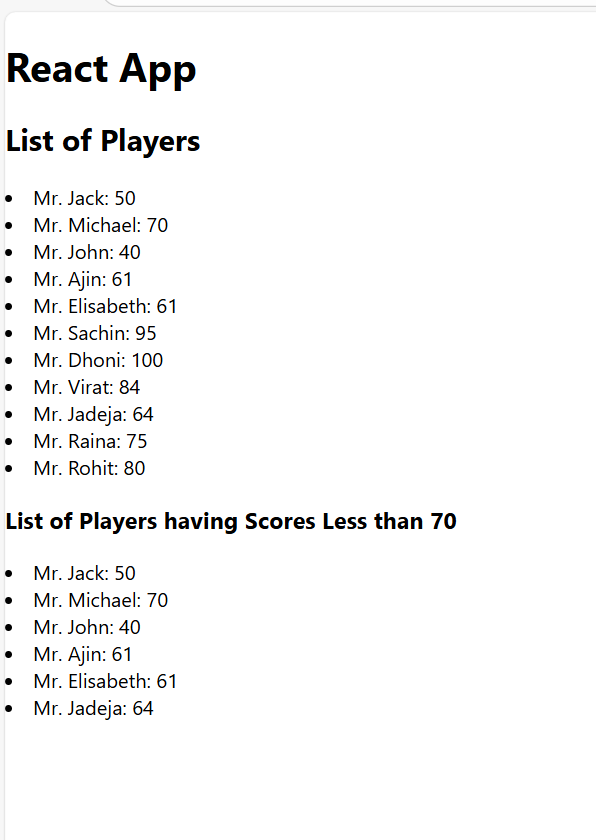 React App
List of Players
Mr. Jack: 50
Mr. Michael: 70
Mr. John: 40
Mr. Ajin: 61
Mr. Elisabeth: 61
Mr. Sachin: 95
Mr. Dhoni: 100
Mr. Virat: 84
Mr. Jadeja: 64
Mr. Raina: 75
Mr. Rohit: 80
List of Players having Scores Less than 70
Mr. Jack: 50
Mr. Michael: 70
Mr. John: 40
Mr. Ajin: 61
Mr. Elisabeth: 61
Mr. Jadeja: 64